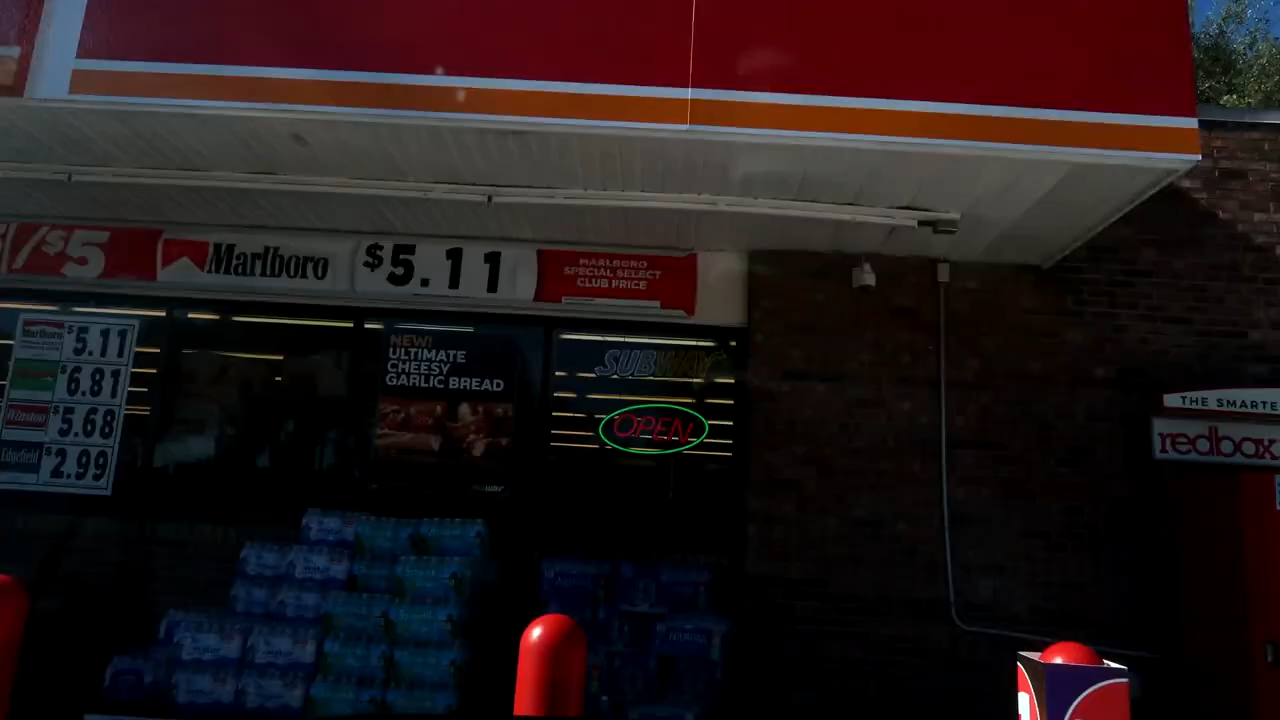 /$5
Marlboro
$5.11
MARLBORO
SPECIAL SELECT
CLUB PRICE
Marlboro
$5.11
$6.81
Winston
$5.68
Edgefield
$2.99
NEW!
ULTIMATE
CHEESY
GARLIC BREAD
SUBWAY
OPEN
THE SMARTE
redbox